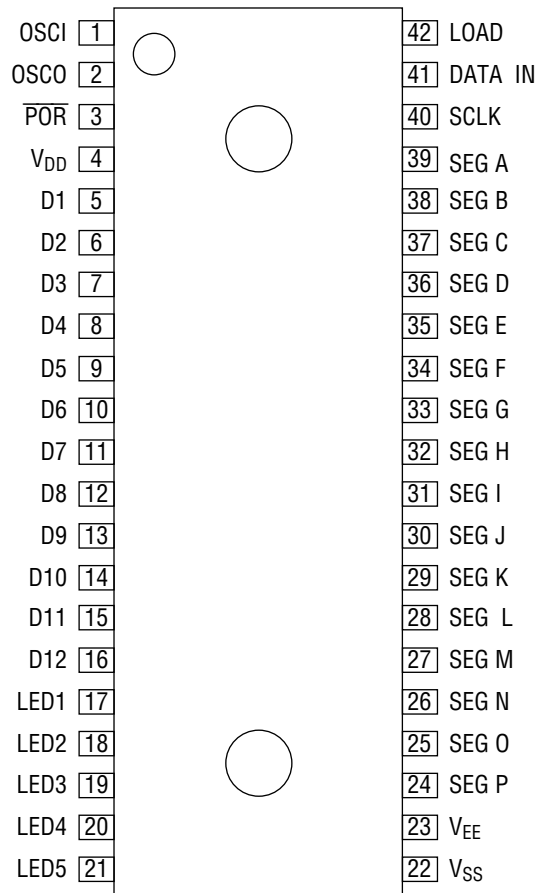 OSCI 1 42 LOAD
OSCO 2 41 DATA IN
P̅O̅R̅ 3 40 SCLK
VDD 4 39 SEG A
D1 5 38 SEG B
D2 6 37 SEG C
D3 7 36 SEG D
D4 8 35 SEG E
D5 9 34 SEG F
D6 10 33 SEG G
D7 11 32 SEG H
D8 12 31 SEG I
D9 13 30 SEG J
D10 14 29 SEG K
D11 15 28 SEG L
D12 16 27 SEG M
LED1 17 26 SEG N
LED2 18 25 SEG O
LED3 19 24 SEG P
LED4 20 23 VEE
LED5 21 22 VSS